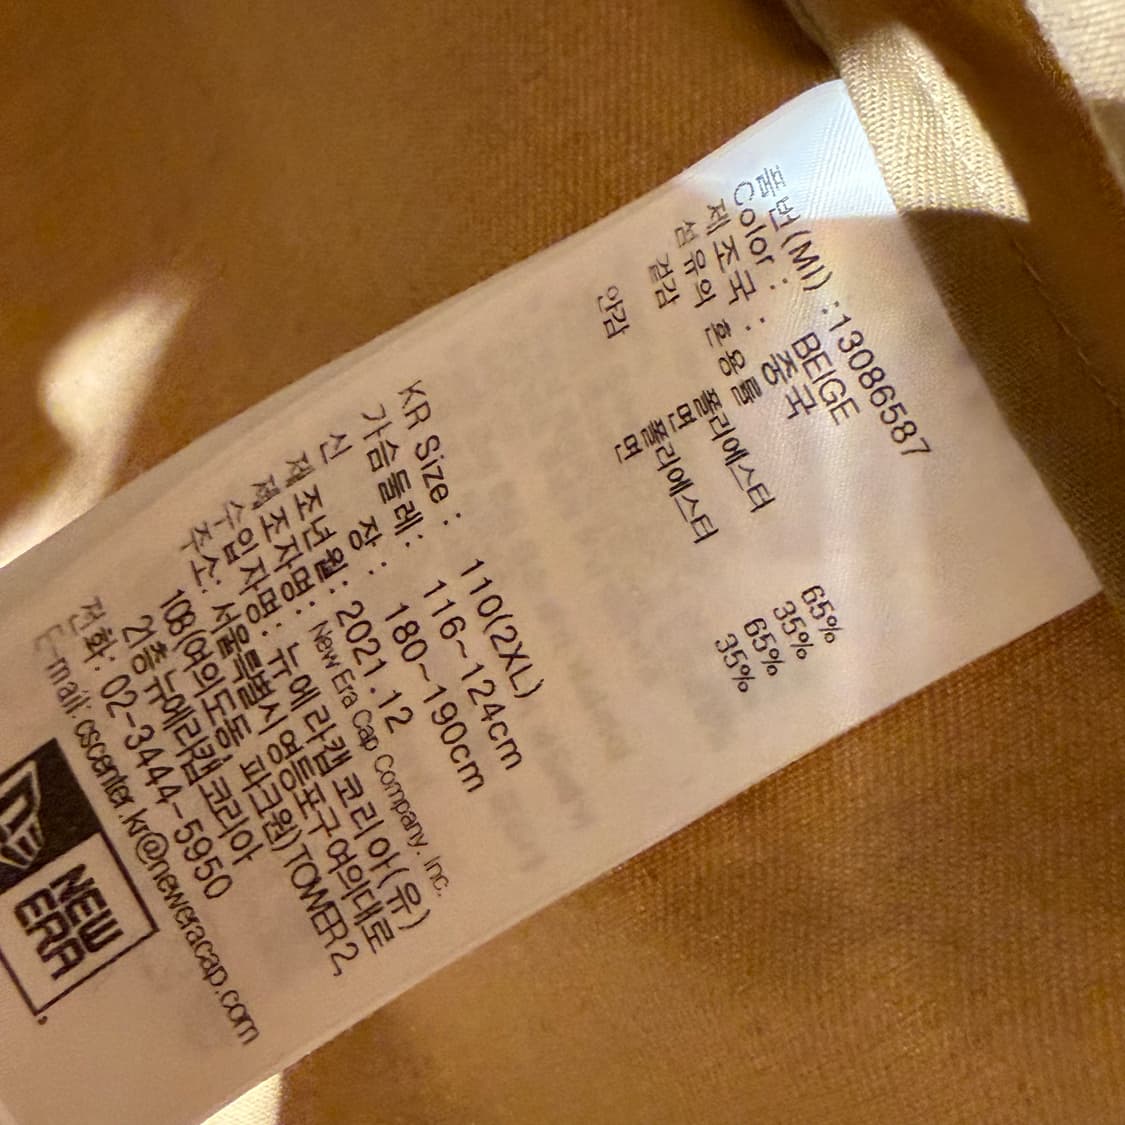 품번(MI) :13086587
Color : BEIGE
제 조국 : 중국
섬유의 혼용률
겉감 폴리에스터 65%
면 35%
안감 폴리에스터 65%
면 35%
KR Size : 110(2XL)
가슴둘레: 116~124cm
신 장 : 180~190cm
제 조년월: 2021.12
제 조자명: New Era Cap Company. Inc.
수입 자명 : 뉴에 라캡 코리아(유)
주소: 서울특별시 영등포구 여의대로
108(여의도동 파크원) TOWER 2,
2층 뉴에라캡코리아
전화: 02-3444-5950
E-mail: cscenter.kr@neweracap.com
NEW
ERA